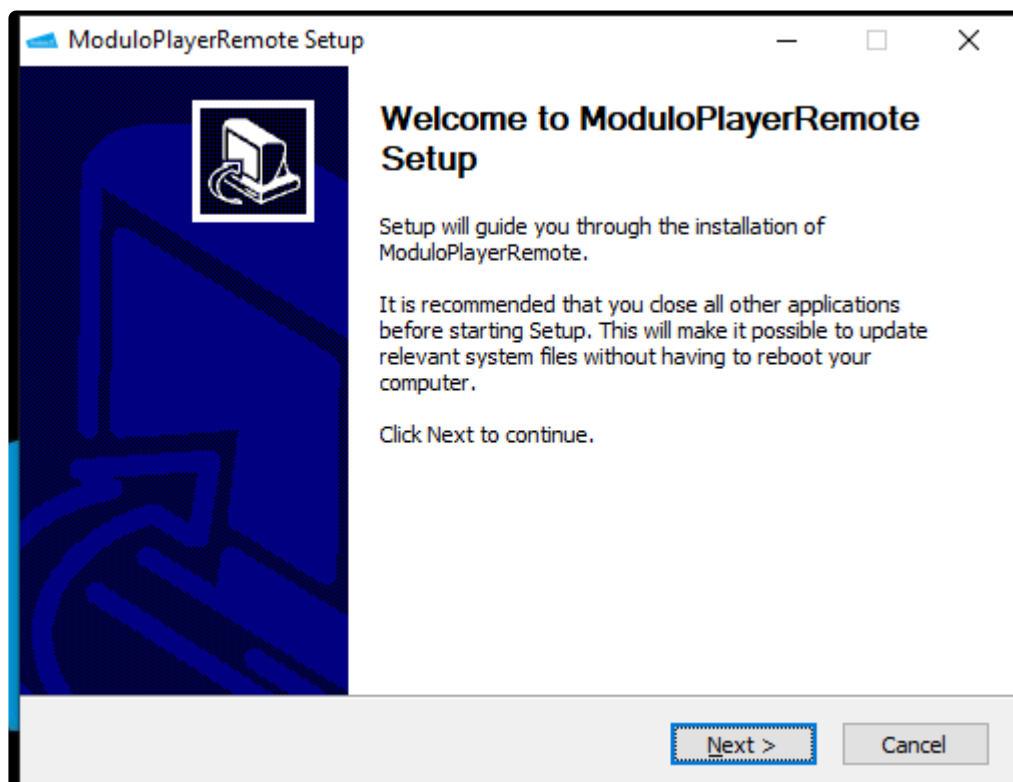 ModuloPlayerRemote Setup
Welcome to ModuloPlayerRemote
Setup
Setup will guide you through the installation of
ModuloPlayerRemote.
It is recommended that you close all other applications
before starting Setup. This will make it possible to update
relevant system files without having to reboot your
computer.
Click Next to continue.
Next >
Cancel